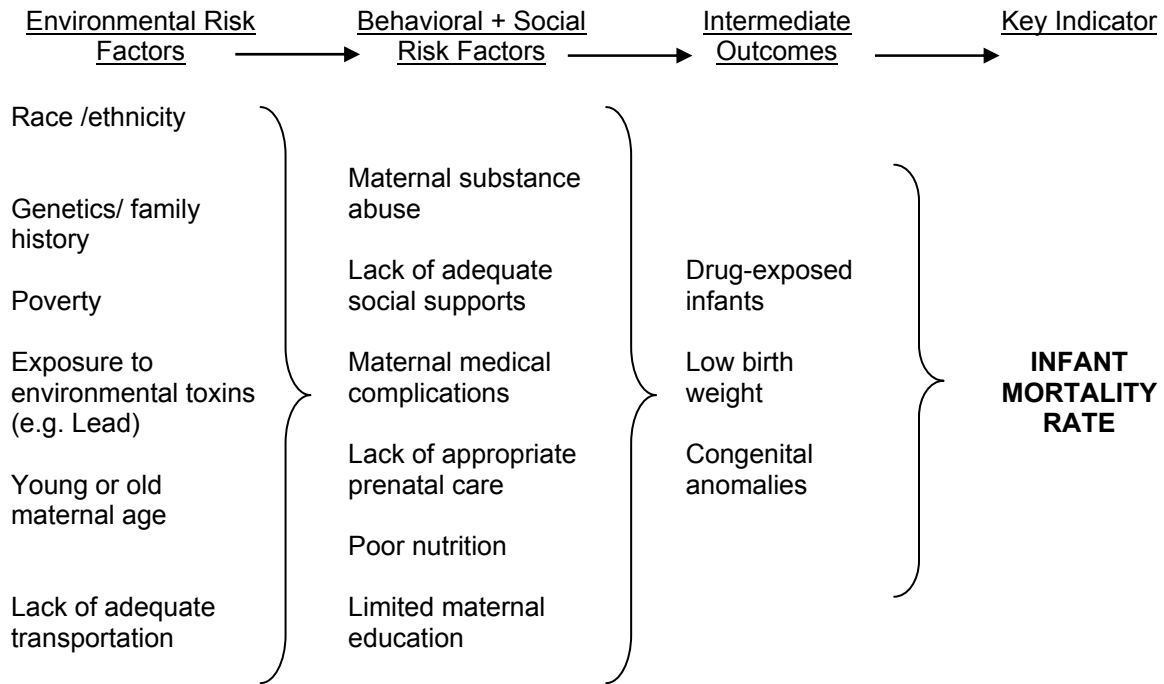 Environmental Risk
Factors
Behavioral + Social
Risk Factors
Intermediate
Outcomes
Key Indicator
Race /ethnicity
Genetics/ family
history
Poverty
Exposure to
environmental toxins
(e.g. Lead)
Young or old
maternal age
Lack of adequate
transportation
Maternal substance
abuse
Lack of adequate
social supports
Maternal medical
complications
Lack of appropriate
prenatal care
Poor nutrition
Limited maternal
education
Drug-exposed
infants
Low birth
weight
Congenital
anomalies
INFANT
MORTALITY
RATE